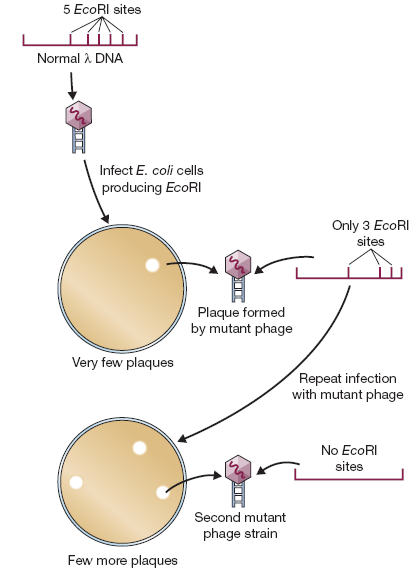 5 EcoRI sites
Normal λ DNA
Infect E. coli cells
producing EcoRI
Only 3 EcoRI
sites
Plaque formed
by mutant phage
Very few plaques
Repeat infection
with mutant phage
No EcoRI
sites
Second mutant
phage strain
Few more plaques